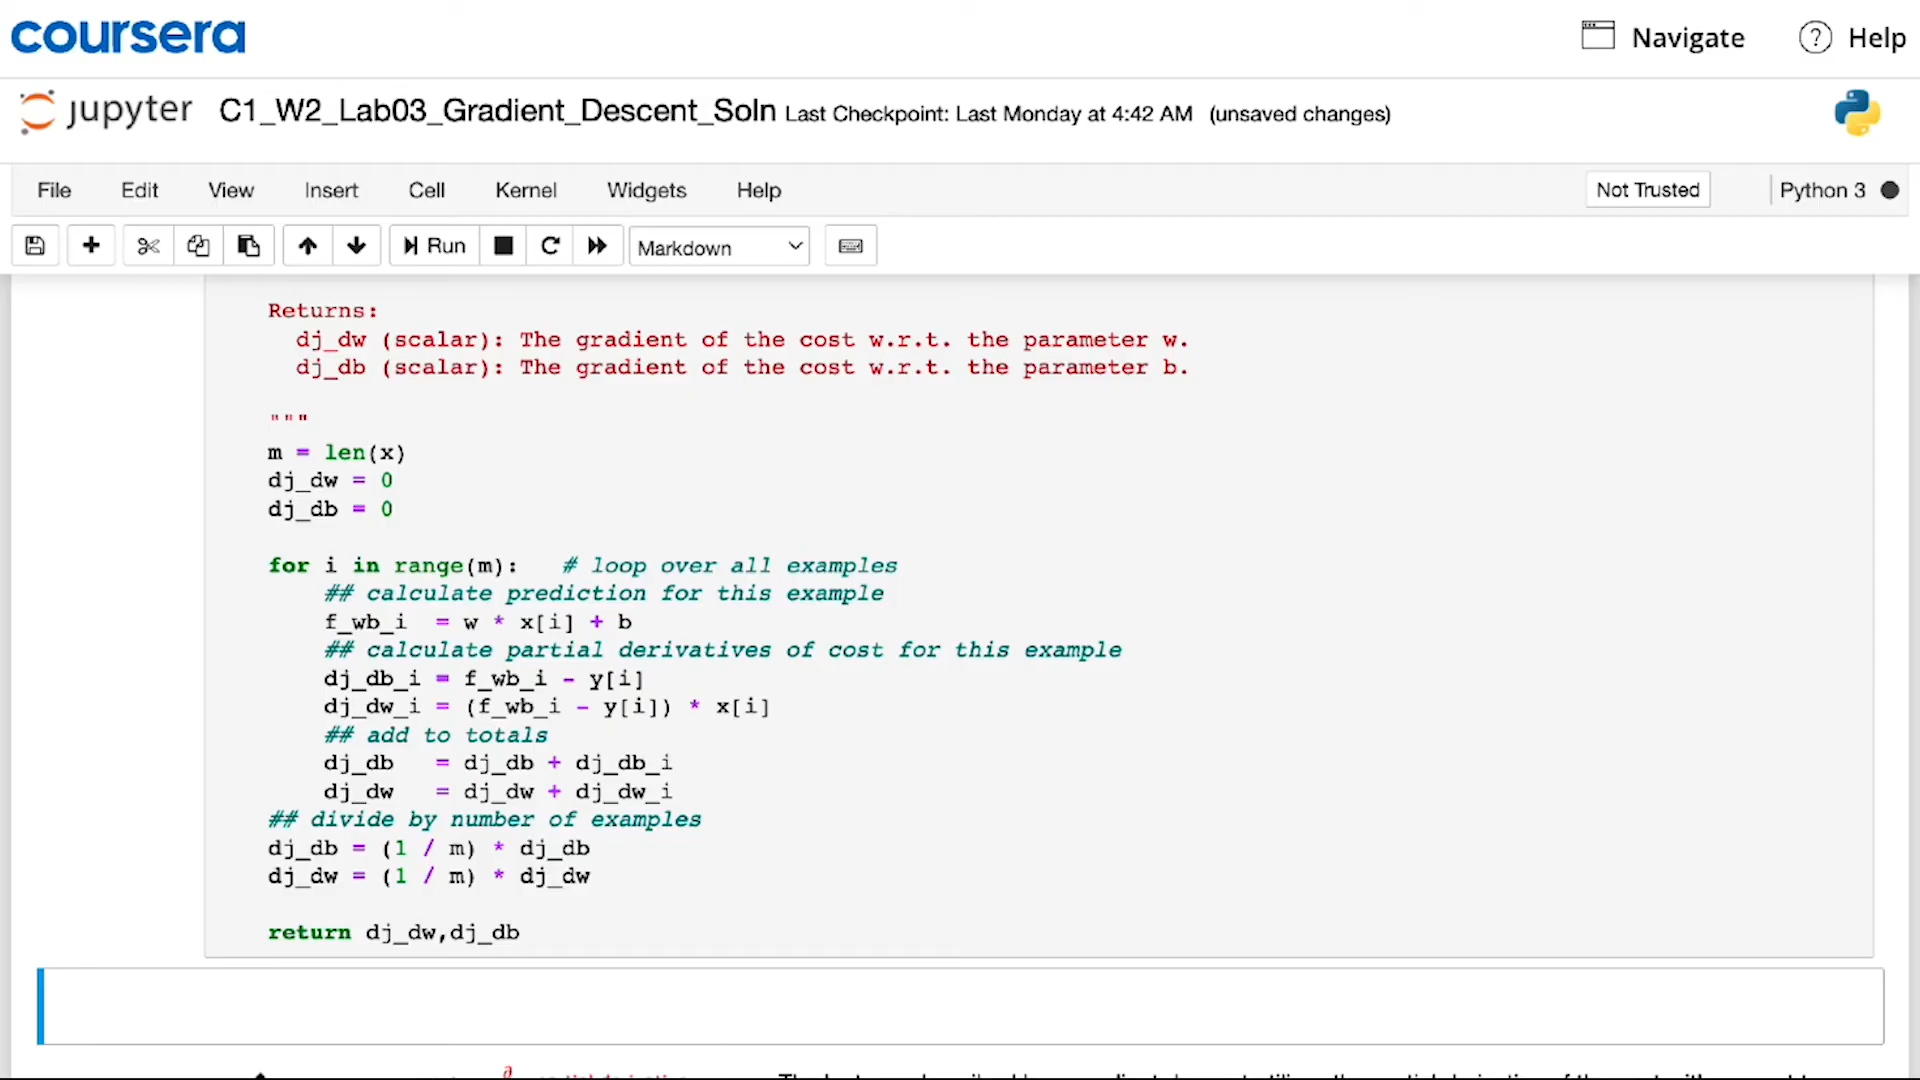 coursera
Navigate
Help
jupyter C1_W2_Lab03_Gradient_Descent_Soln Last Checkpoint: Last Monday at 4:42 AM (unsaved changes)
File Edit View Insert Cell Kernel Widgets Help Not Trusted Python 3
Run Markdown
Returns:
dj_dw (scalar): The gradient of the cost w.r.t. the parameter w.
dj_db (scalar): The gradient of the cost w.r.t. the parameter b.
"""
m = len(x)
dj_dw = 0
dj_db = 0
for i in range(m): # loop over all examples
## calculate prediction for this example
f_wb_i = w * x[i] + b
## calculate partial derivatives of cost for this example
dj_db_i = f_wb_i - y[i]
dj_dw_i = (f_wb_i - y[i]) * x[i]
## add to totals
dj_db = dj_db + dj_db_i
dj_dw = dj_dw + dj_dw_i
## divide by number of examples
dj_db = (1 / m) * dj_db
dj_dw = (1 / m) * dj_dw
return dj_dw,dj_db